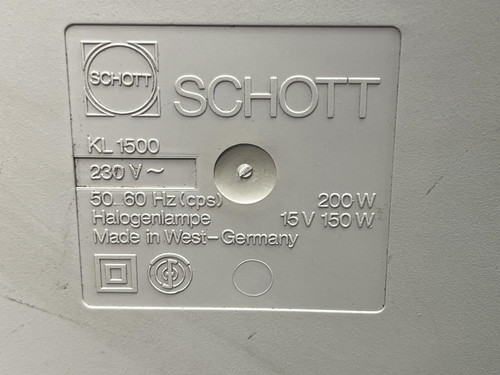 SCHOTT
SCHOTT
KL 1500
230 V ~
50. 60 Hz (cps) 200 W
Halogenlampe 15 V 150 W
Made in West-Germany